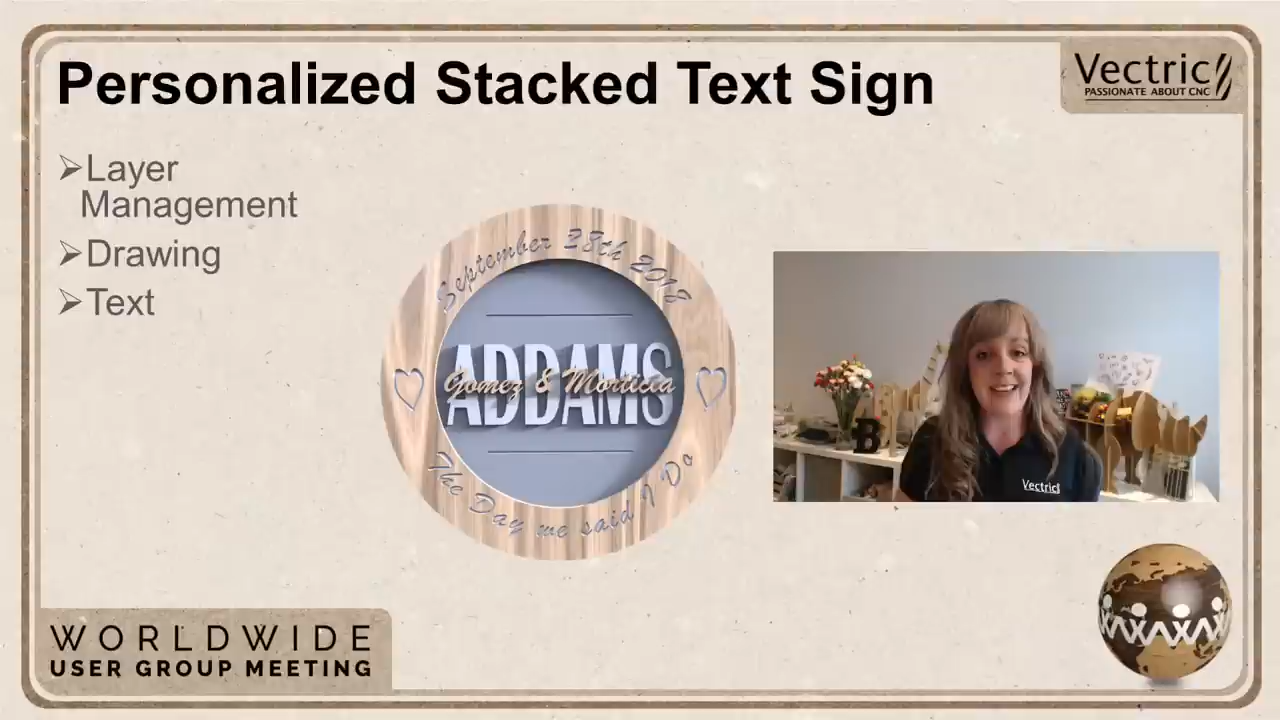 Personalized Stacked Text Sign
Vectric
PASSIONATE ABOUT CNC
➢Layer
Management
➢Drawing
➢Text
September 28th 2018
ADDAMS
Gomez & Morticia
The Day we said I Do
B
Vectric
WORLDWIDE
USER GROUP MEETING